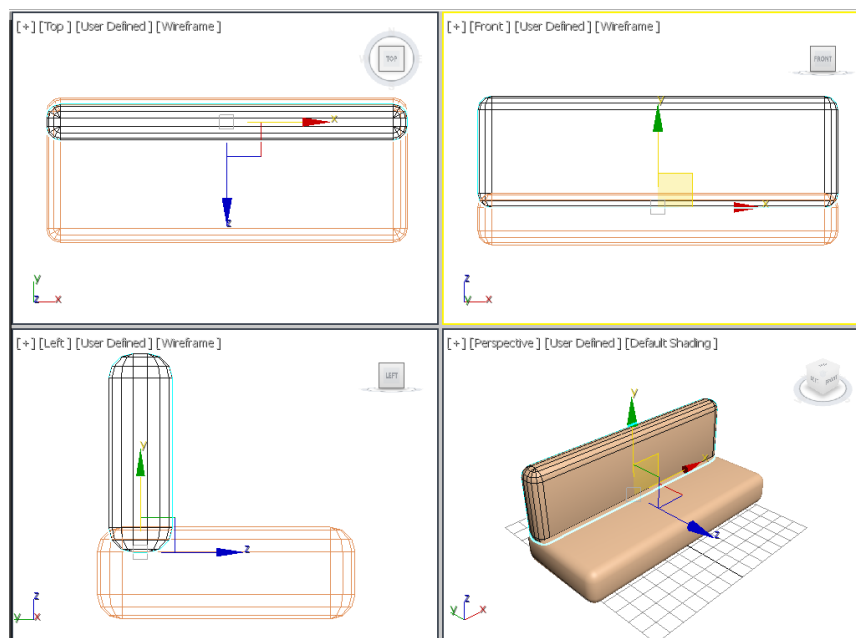 [+] [Top] [User Defined] [Wireframe]
TOP
x
z
y
z
x
[+] [Front] [User Defined] [Wireframe]
FRONT
y
x
z
y
x
[+] [Left] [User Defined] [Wireframe]
LEFT
y
z
z
y
x
[+] [Perspective] [User Defined] [Default Shading]
y
x
z
z
y
x